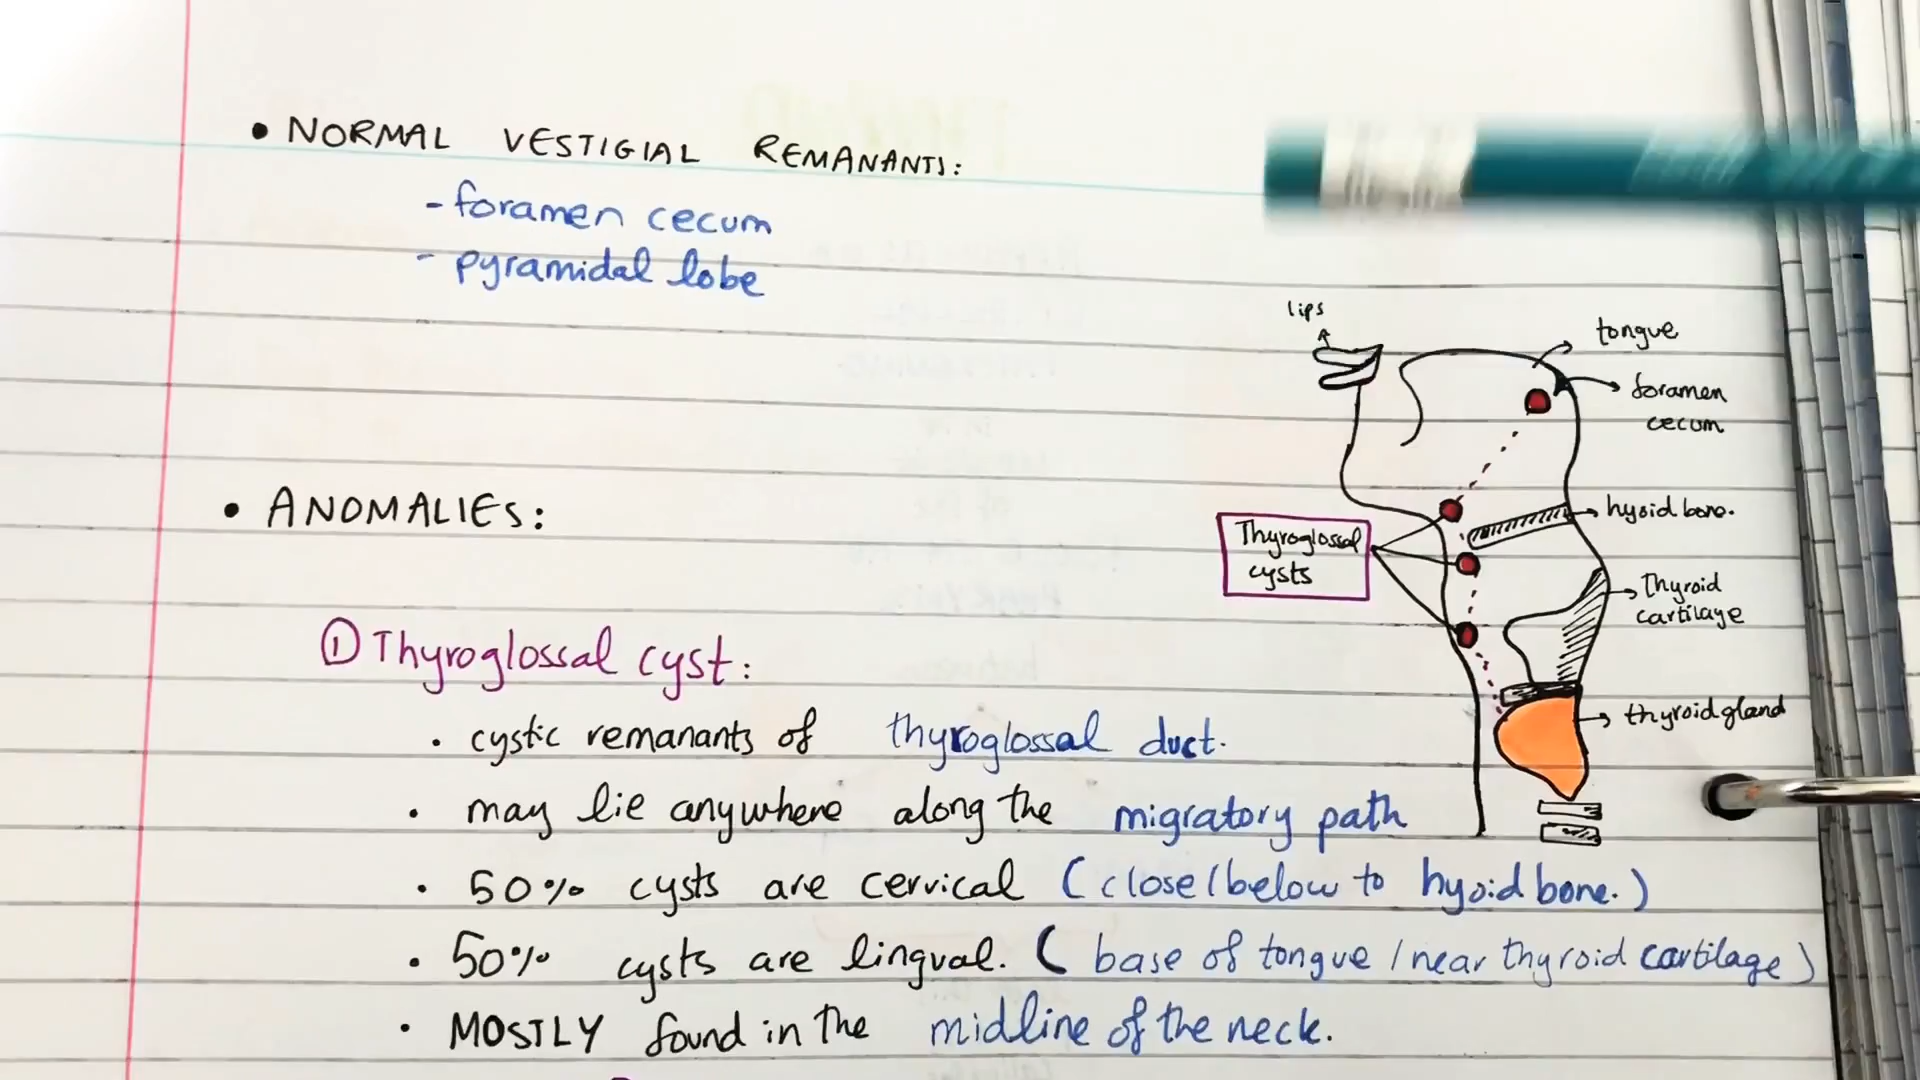 • NORMAL VESTIGIAL REMANANTS:
- foramen cecum
- pyramidal lobe
lips
tongue
foramen
cecum
• ANOMALIES:
hyoid bone.
Thyroglossal
cysts
Thyroid
cartilage
① Thyroglossal cyst:
thyroid gland
• cystic remanants of thyroglossal duct.
• may lie anywhere along the migratory path
• 50% cysts are cervical (close/below to hyoid bone.)
• 50% cysts are lingual. (base of tongue / near thyroid cartilage)
• MOSTLY found in the midline of the neck.